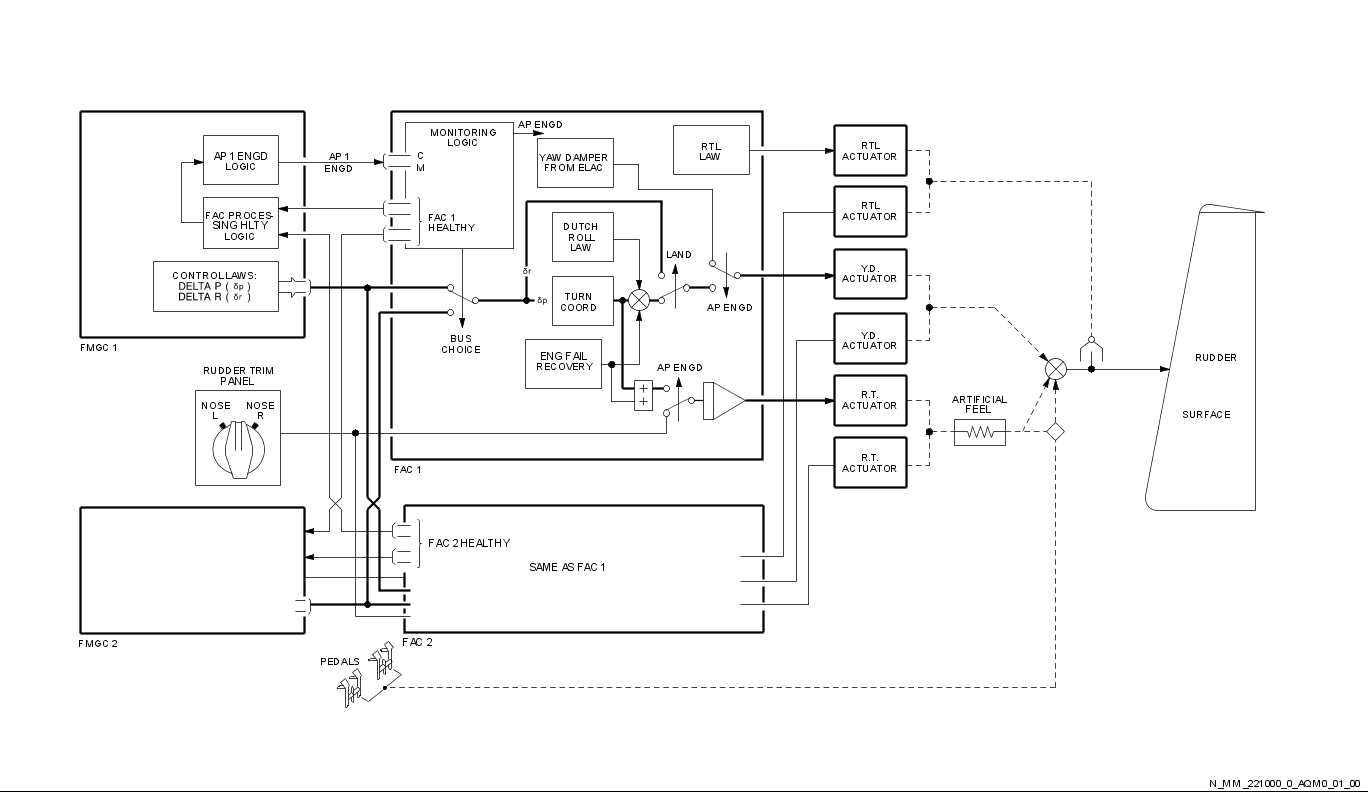 AP 1 ENGD
LOGIC
AP 1
ENGD
FAC PROCES-
SING HLTY
LOGIC
CONTROL LAWS:
DELTA P ( δp )
DELTA R ( δr )
FMGC 1
MONITORING
LOGIC
C
M
FAC 1
HEALTHY
AP ENGD
YAW DAMPER
FROM ELAC
RTL
LAW
DUTCH
ROLL
LAW
LAND
δr
δp
TURN
COORD
AP ENGD
BUS
CHOICE
ENG FAIL
RECOVERY
AP ENGD
+
+
FAC 1
RTL
ACTUATOR
RTL
ACTUATOR
Y.D.
ACTUATOR
Y.D.
ACTUATOR
R.T.
ACTUATOR
R.T.
ACTUATOR
ARTIFICIAL
FEEL
RUDDER
SURFACE
RUDDER TRIM
PANEL
NOSE NOSE
L R
FAC 2 HEALTHY
SAME AS FAC 1
FMGC 2
FAC 2
PEDALS
N_MM_221000_0_AQM0_01_00